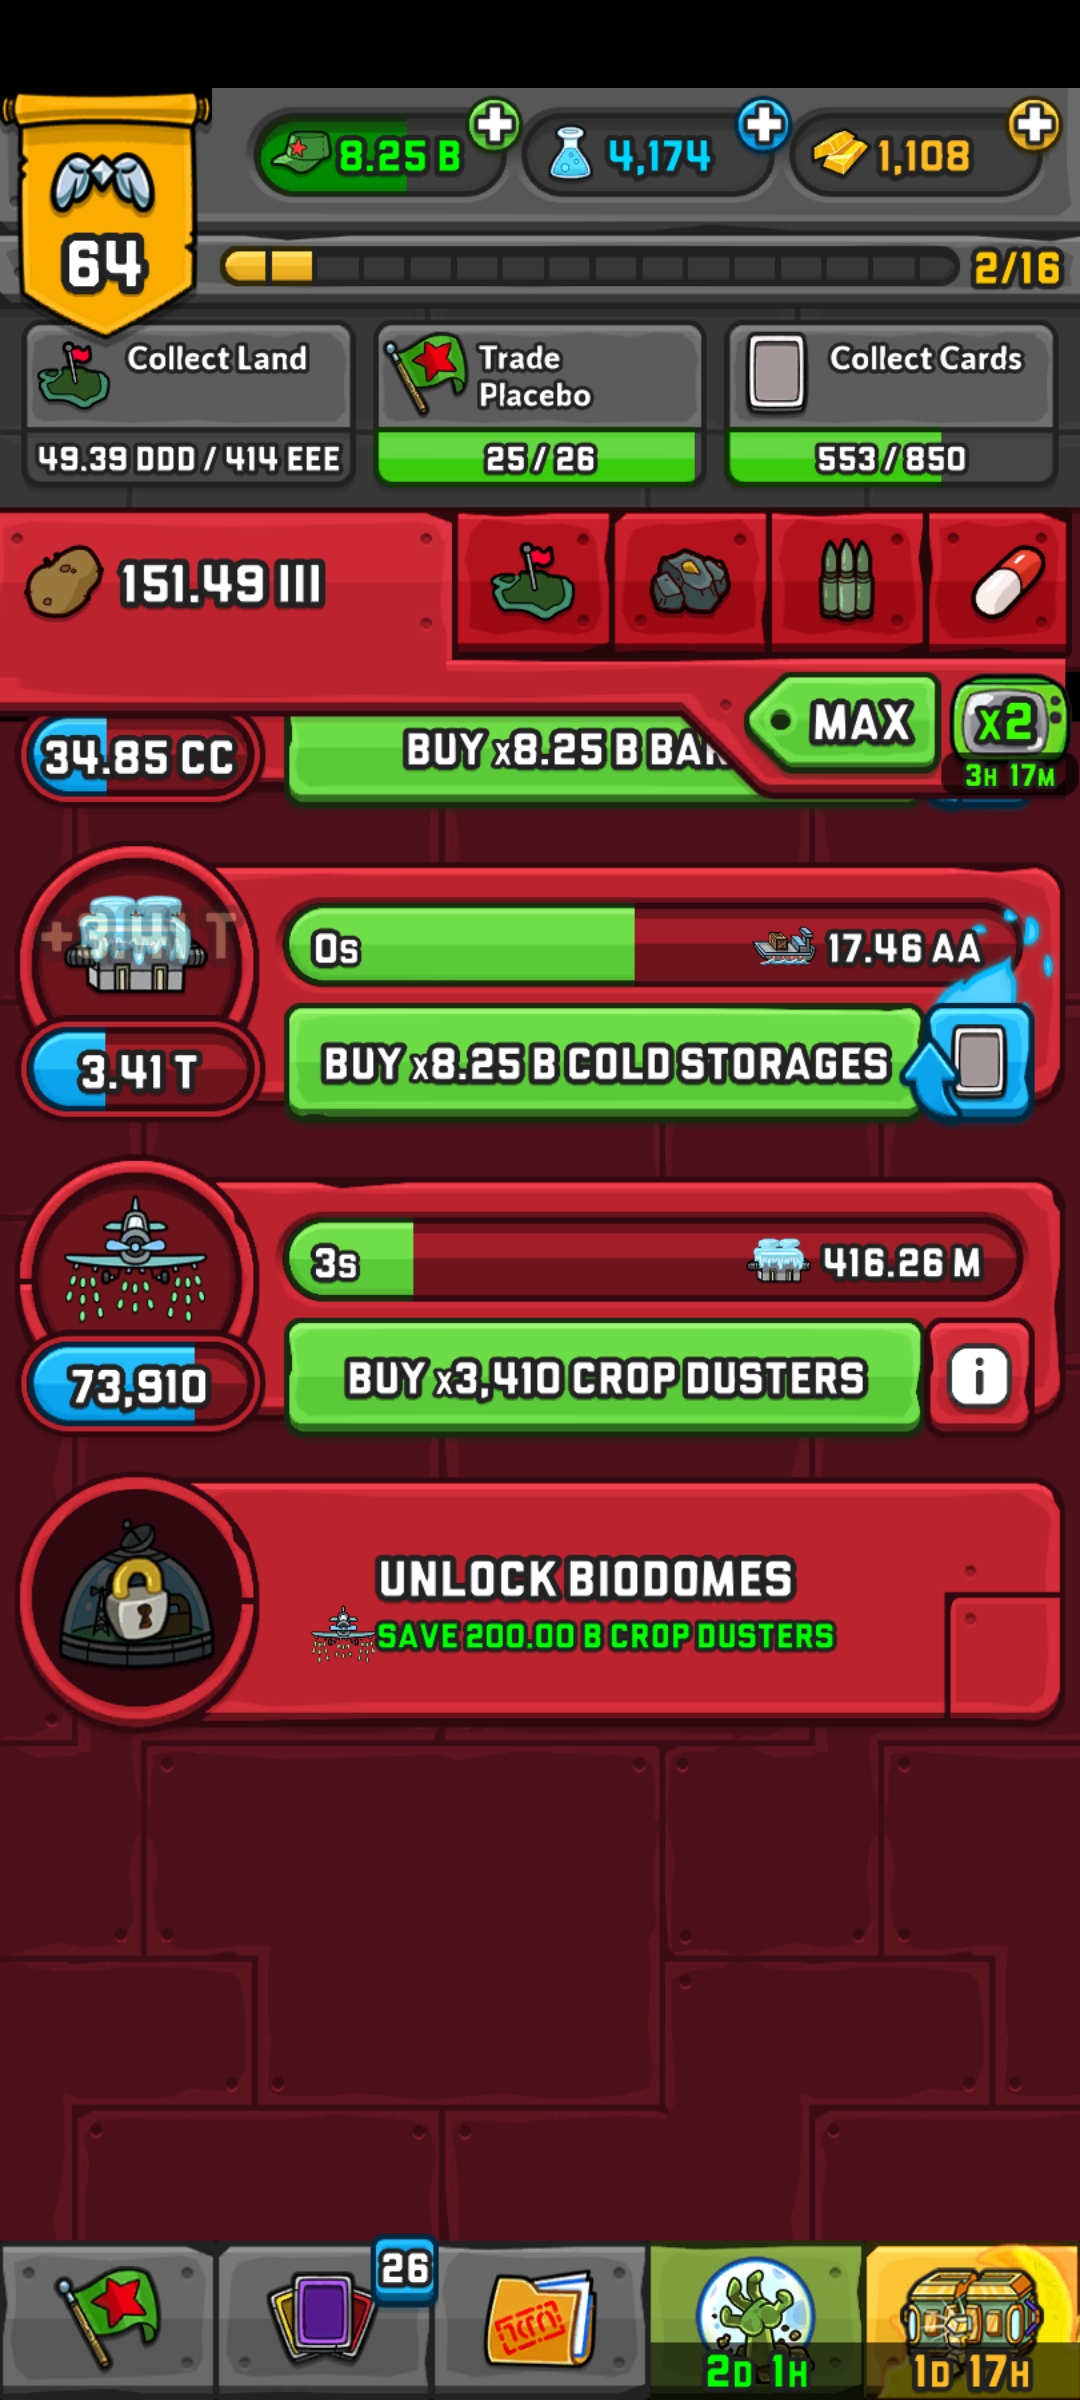 8.25 B
4,174
1,108
64
2/16
Collect Land
49.39 DDD / 414 EEE
Trade
Placebo
25 / 26
Collect Cards
553 / 850
151.49 III
MAX
x2
3H 17M
34.85 CC
BUY x8.25 B BAR
+3.41 T
0s
17.46 AA
3.41 T
BUY x8.25 B COLD STORAGES
3s
416.26 M
73,910
BUY x3,410 CROP DUSTERS
i
UNLOCK BIODOMES
SAVE 200.00 B CROP DUSTERS
26
2D 1H
1D 17H